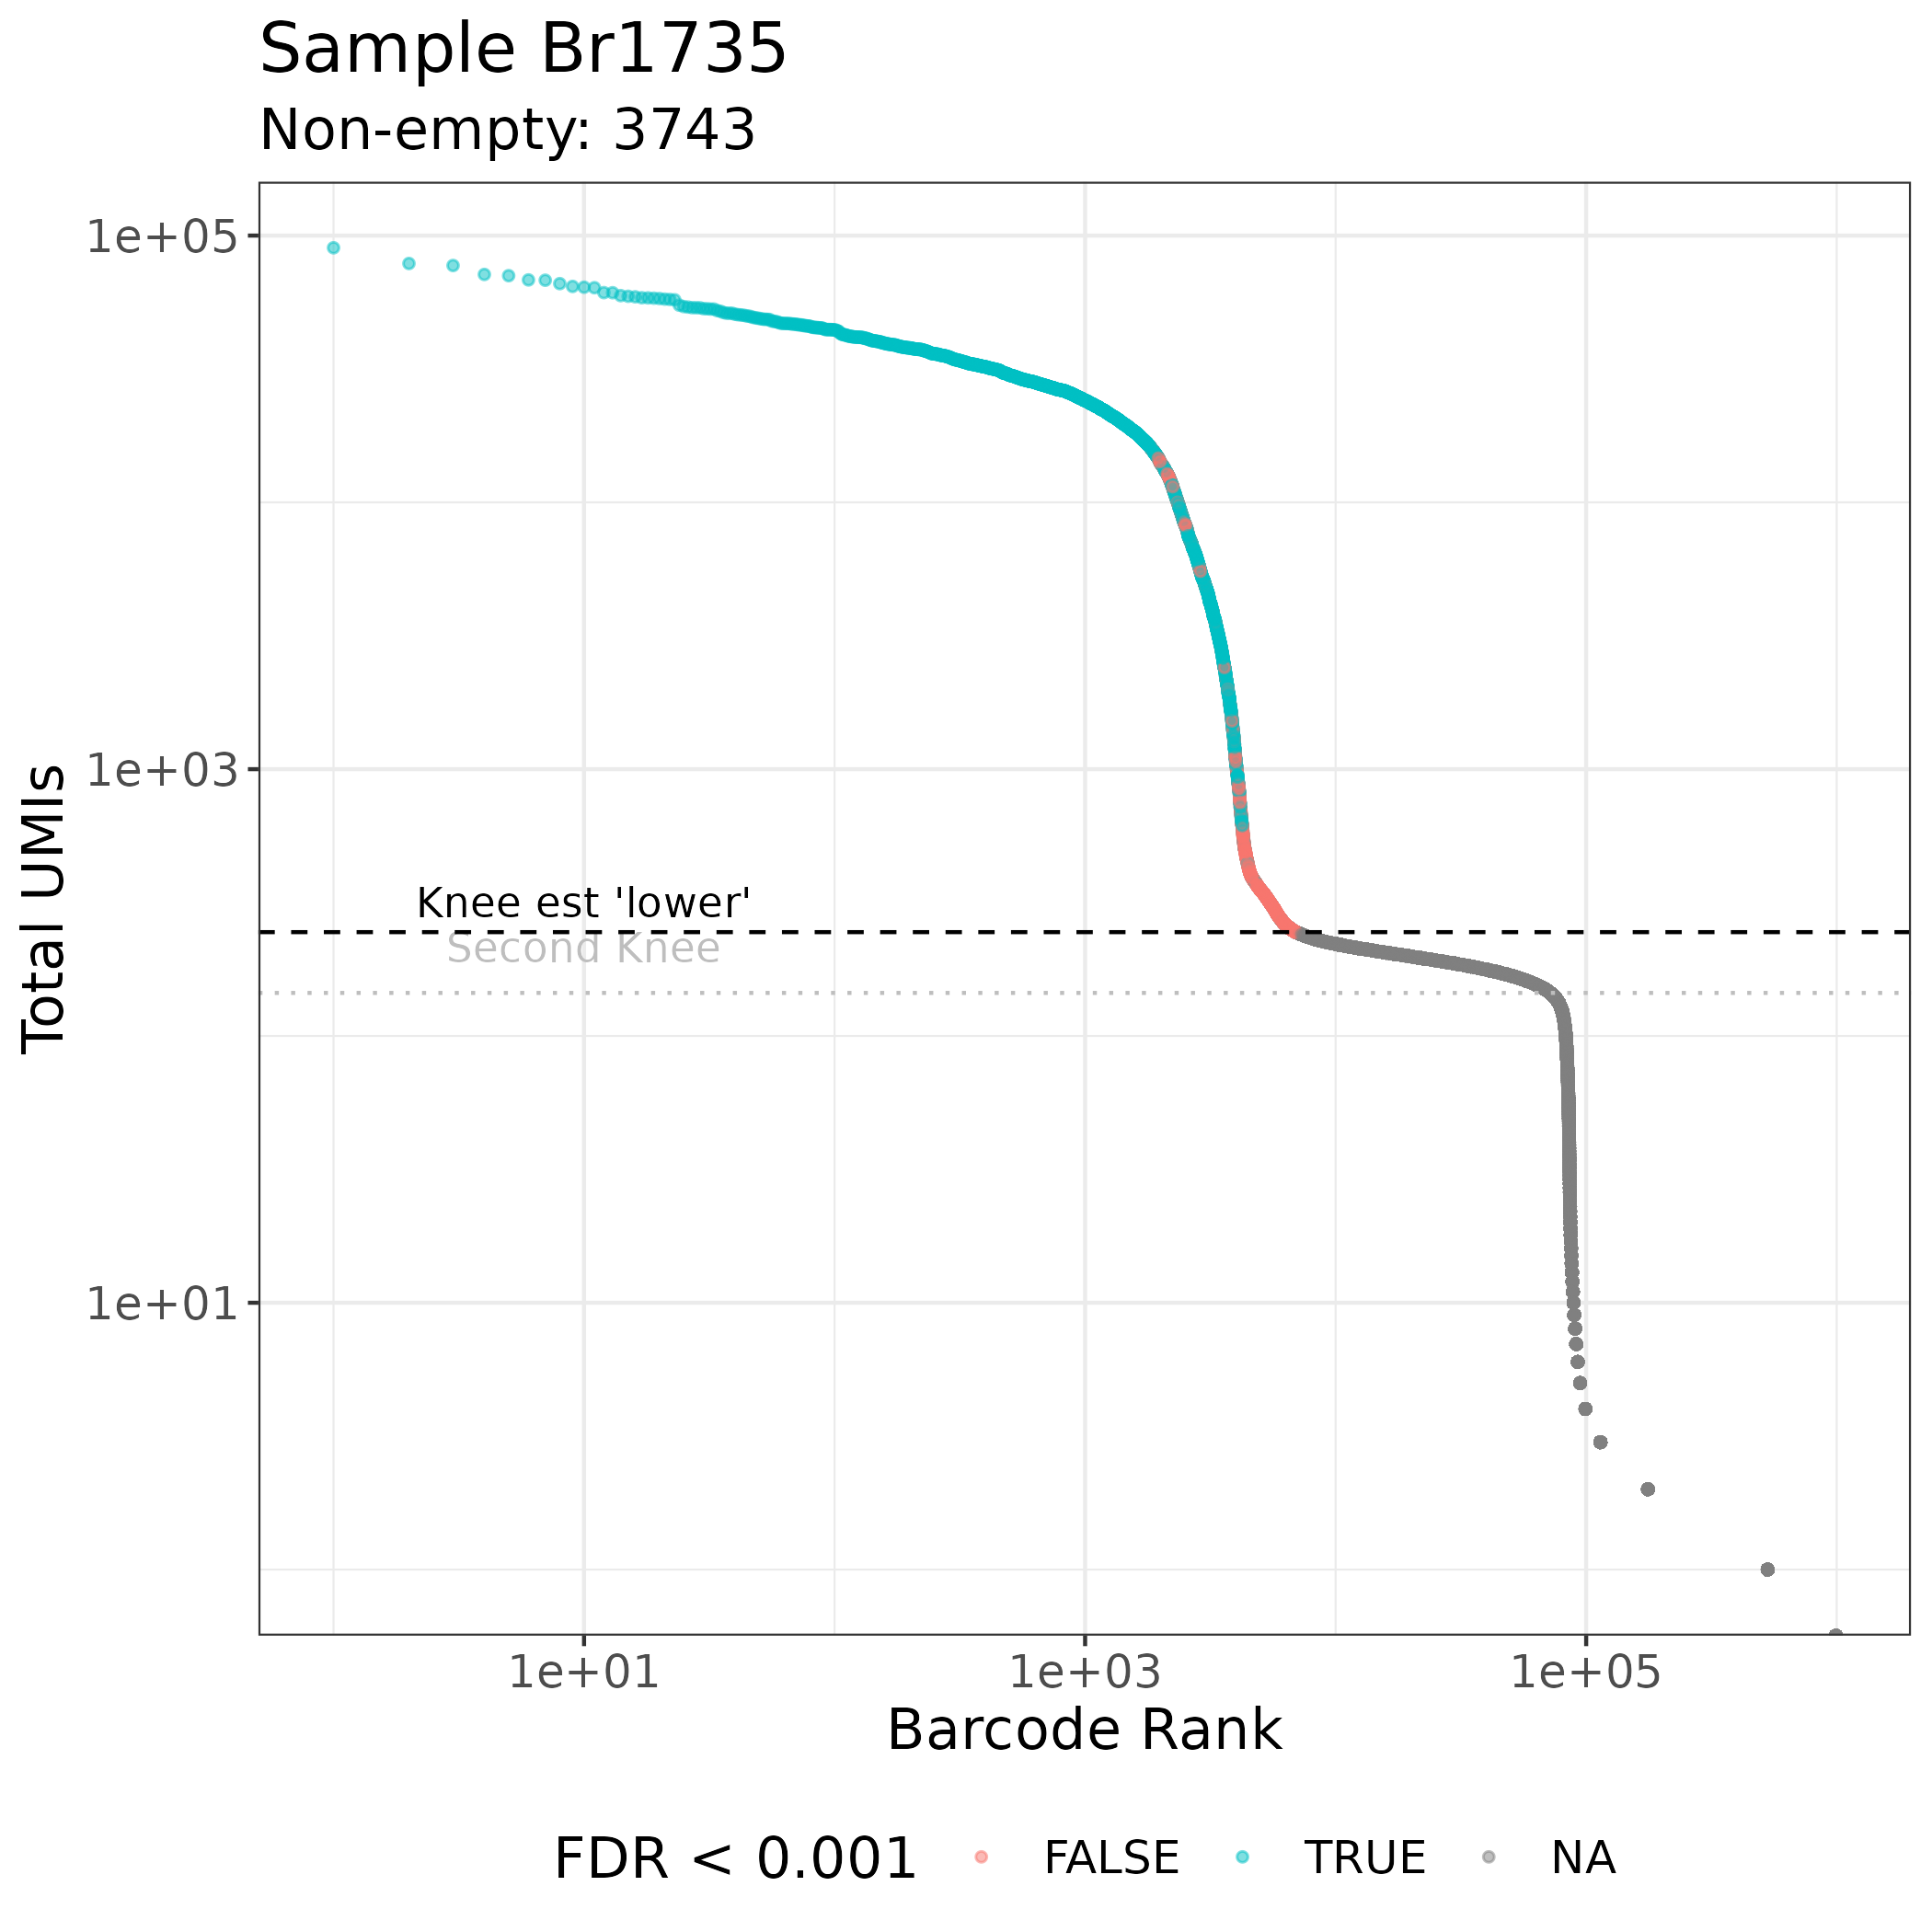 Sample Br1735
Non-empty: 3743
1e+05
1e+03
1e+01
Total UMIs
Knee est 'lower'
Second Knee
1e+01 1e+03 1e+05
Barcode Rank
FDR < 0.001 FALSE TRUE NA